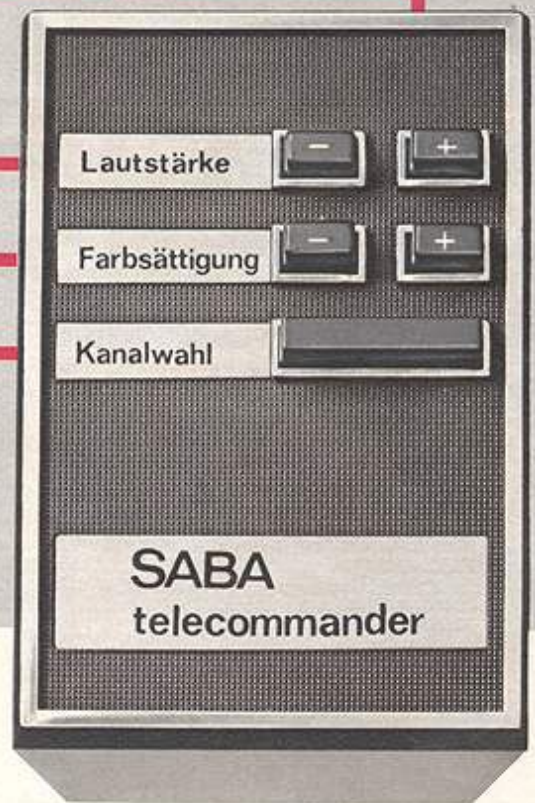 Lautstärke - +
Farbsättigung - +
Kanalwahl
SABA
telecommander